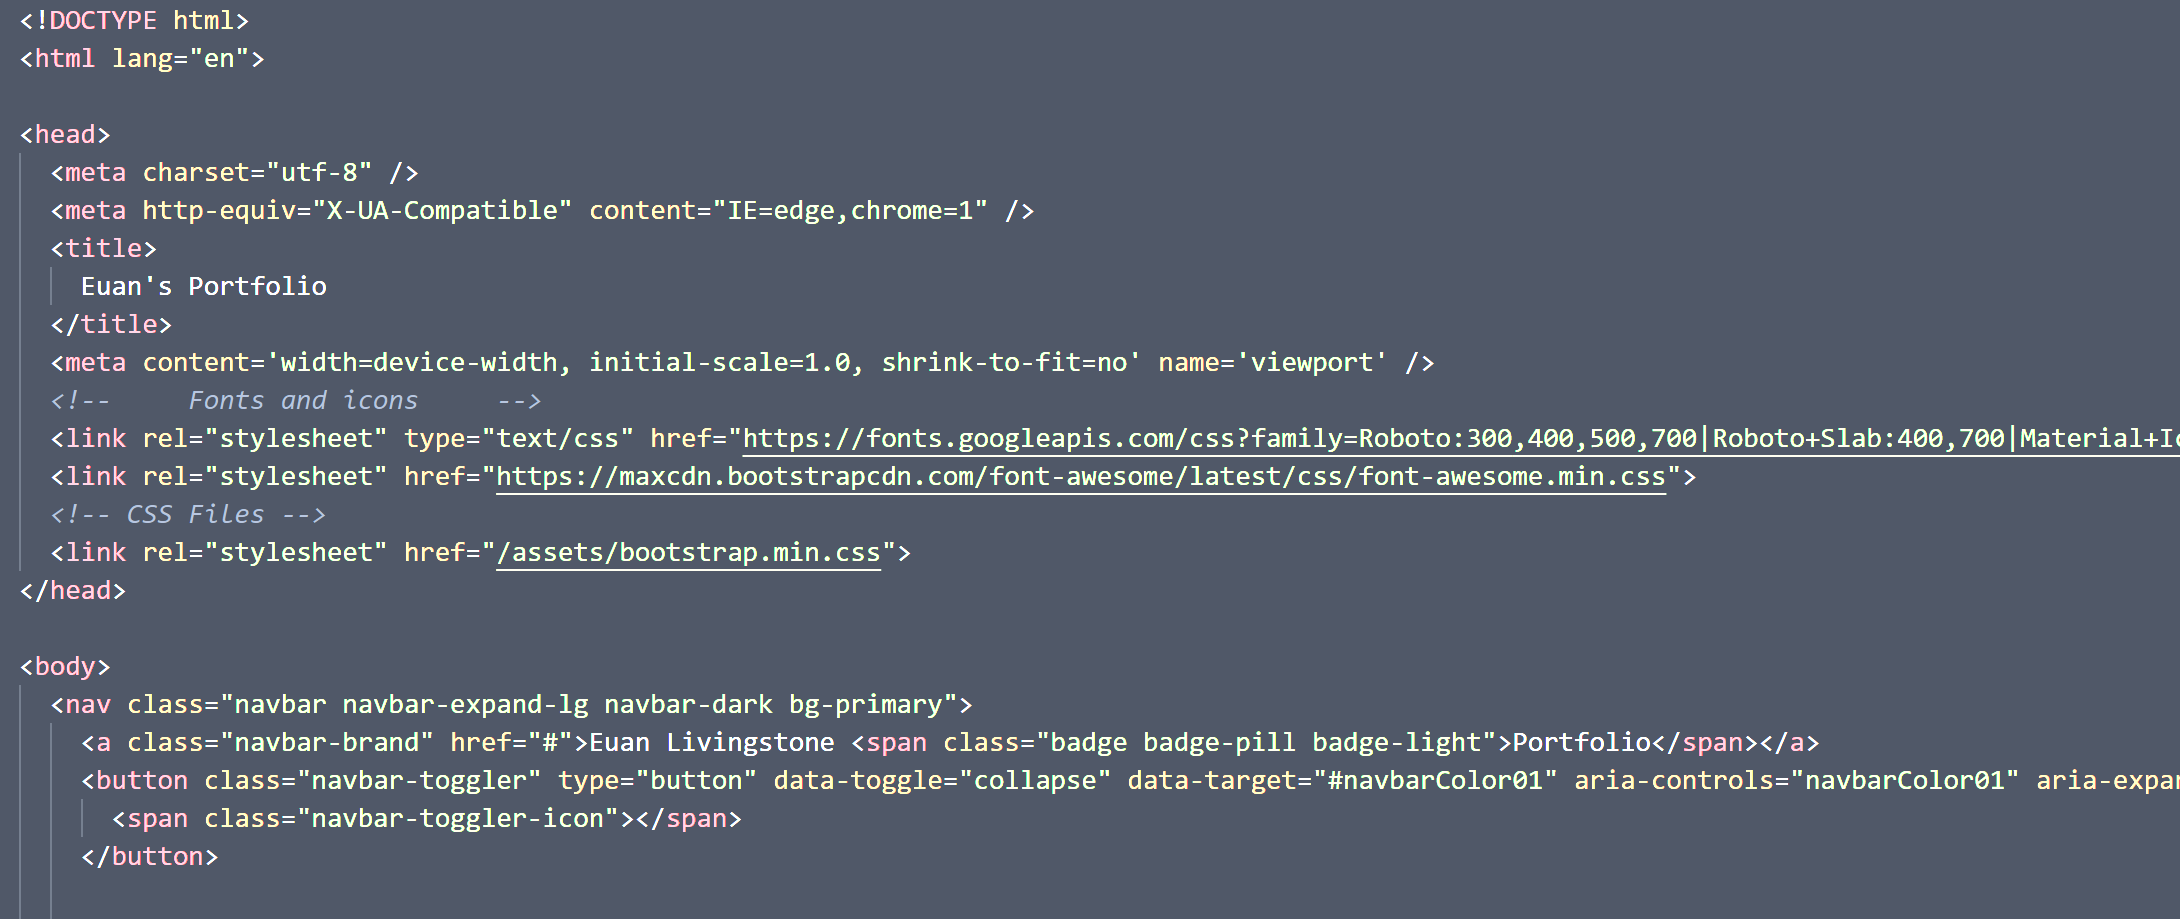 <!DOCTYPE html>
<html lang="en">
<head>
<meta charset="utf-8" />
<meta http-equiv="X-UA-Compatible" content="IE=edge,chrome=1" />
<title>
Euan's Portfolio
</title>
<meta content='width=device-width, initial-scale=1.0, shrink-to-fit=no' name='viewport' />
<!--     Fonts and icons     -->
<link rel="stylesheet" type="text/css" href="https://fonts.googleapis.com/css?family=Roboto:300,400,500,700|Roboto+Slab:400,700|Material+
<link rel="stylesheet" href="https://maxcdn.bootstrapcdn.com/font-awesome/latest/css/font-awesome.min.css">
<!-- CSS Files -->
<link rel="stylesheet" href="/assets/bootstrap.min.css">
</head>
<body>
<nav class="navbar navbar-expand-lg navbar-dark bg-primary">
<a class="navbar-brand" href="#">Euan Livingstone <span class="badge badge-pill badge-light">Portfolio</span></a>
<button class="navbar-toggler" type="button" data-toggle="collapse" data-target="#navbarColor01" aria-controls="navbarColor01" aria-expa
<span class="navbar-toggler-icon"></span>
</button>